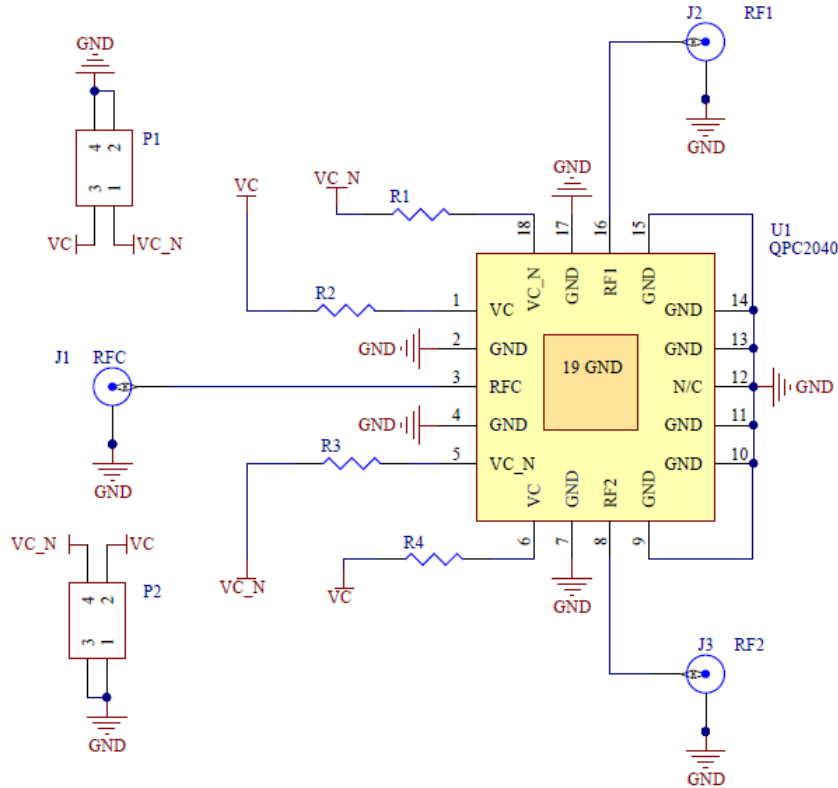 J2 RF1
GND
P1
4 2
3 1
VC VC_N
GND
VC
VC_N
R1
GND
18
17
16
15
U1
QPC2040
R2
1
VC
VC_N
GND
RF1
GND
GND
14
GND
2
GND
GND
13
J1 RFC
3
RFC
19 GND
N/C
12
GND
GND
4
GND
GND
11
GND
R3
5
VC_N
GND
10
VC
GND
RF2
GND
VC_N VC
R4
6
7
8
9
4 2
3 1
P2
VC_N
VC
GND
J3 RF2
GND
GND